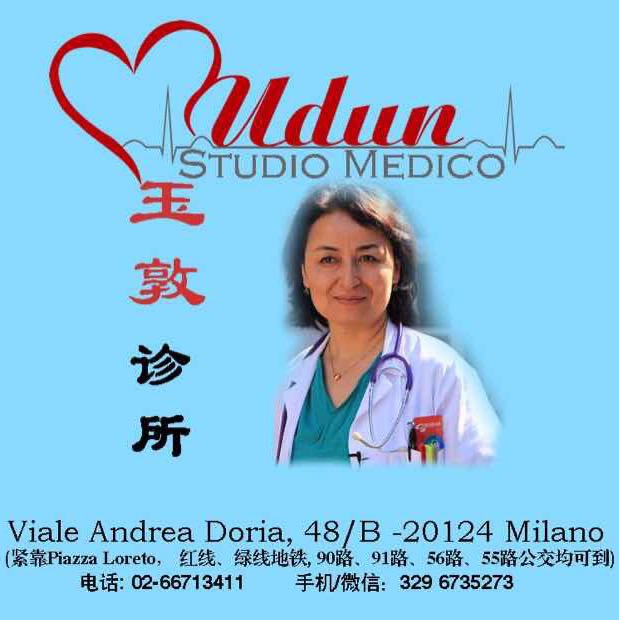 Udun
STUDIO MEDICO
玉
敦
诊
所
Viale Andrea Doria, 48/B -20124 Milano
(紧靠Piazza Loreto， 红线、绿线地铁, 90路、91路、56路、55路公交均可到)
电话: 02-66713411 手机/微信：329 6735273